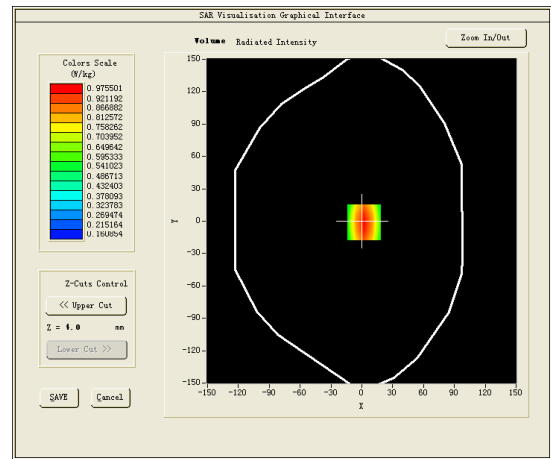 SAR Visualisation Graphical Interface
Volume Radiated Intensity
Zoom In/Out
Colors Scale
(W/kg)
0.975501
0.921192
0.866882
0.812572
0.758262
0.703952
0.649642
0.595333
0.541023
0.486713
0.432403
0.378093
0.323783
0.269474
0.215164
0.160854
150
120
90
60
30
0
-30
-60
-90
-120
-150
Y
-150 -120 -90 -60 -30 0 30 60 90 120 150
X
Z-Cuts Control
<< Upper Cut
Z = 4.0 mm
Lower Cut >>
SAVE Cancel